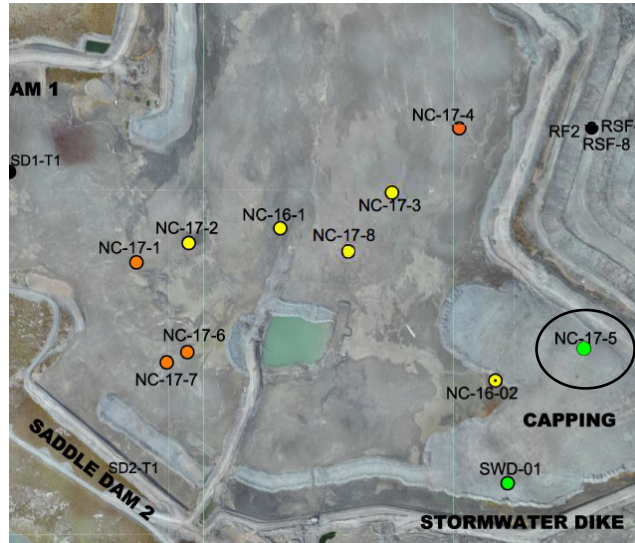 AM 1
SD1-T1
NC-17-4
RF2
RSF-
RSF-8
NC-17-3
NC-16-1
NC-17-2
NC-17-8
NC-17-1
NC-17-6
NC-17-7
NC-17-5
NC-16-02
CAPPING
SADDLE DAM 2
SD2-T1
SWD-01
STORMWATER DIKE